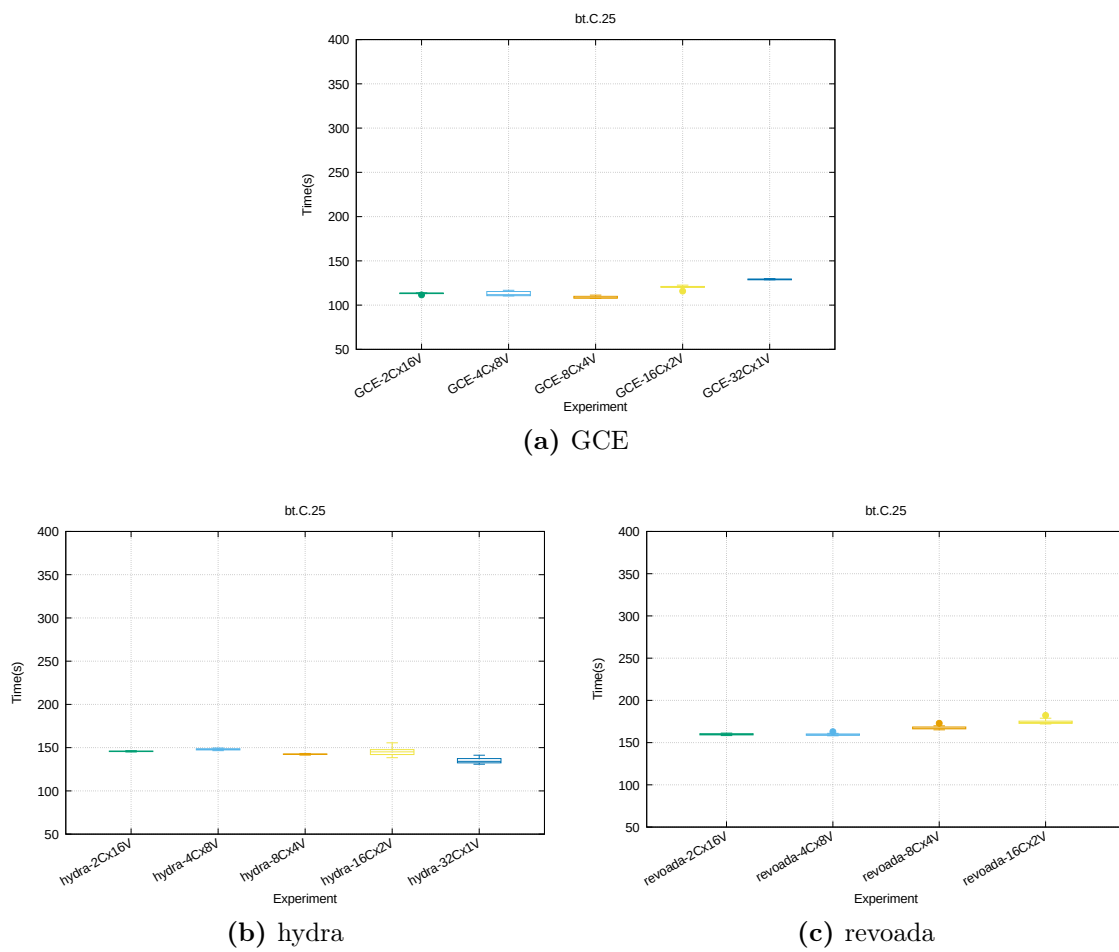 bt.C.25
400
350
300
250
200
150
100
50
Time(s)
GCE-2Cx16V
GCE-4Cx8V
GCE-8Cx4V
GCE-16Cx2V
GCE-32Cx1V
Experiment
(a) GCE
bt.C.25
400
350
300
250
200
150
100
50
Time(s)
hydra-2Cx16V
hydra-4Cx8V
hydra-8Cx4V
hydra-16Cx2V
hydra-32Cx1V
Experiment
(b) hydra
bt.C.25
400
350
300
250
200
150
100
50
Time(s)
revoada-2Cx16V
revoada-4Cx8V
revoada-8Cx4V
revoada-16Cx2V
Experiment
(c) revoada